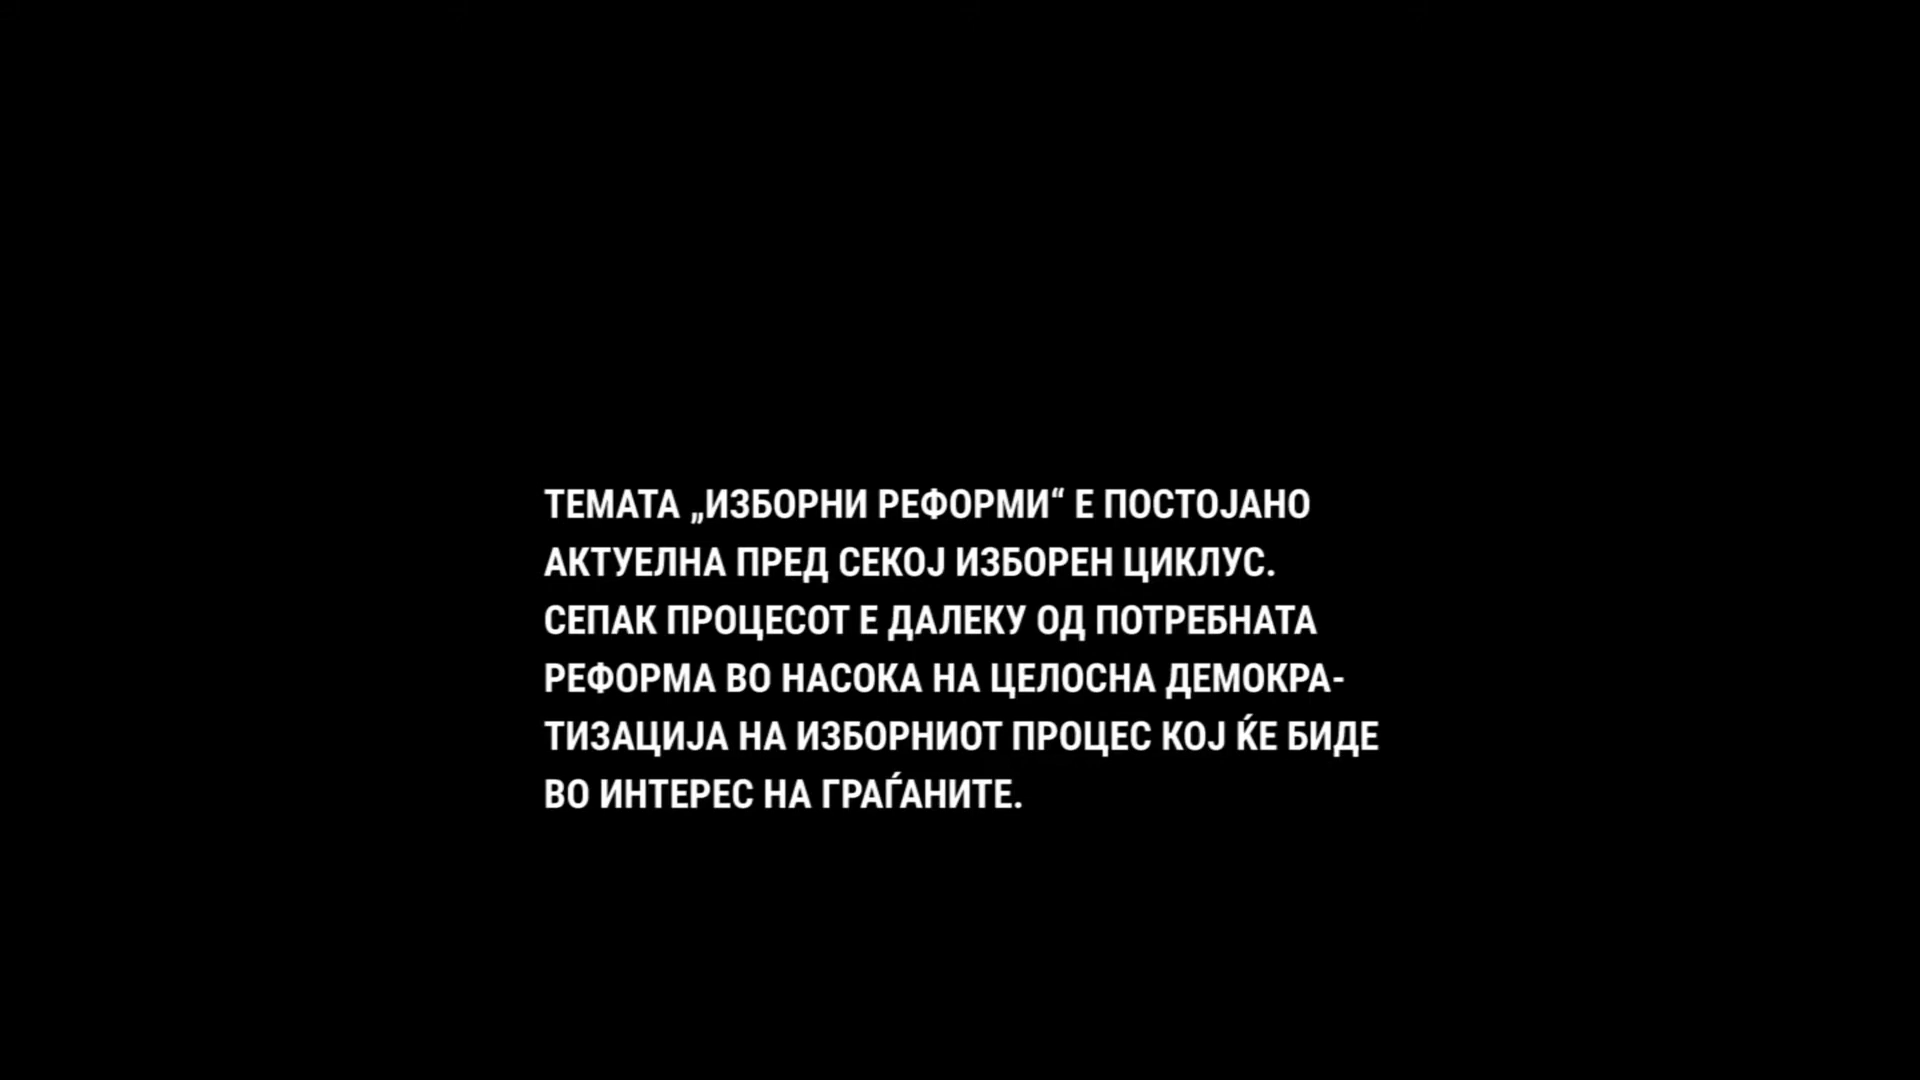 ТЕМАТА „ИЗБОРНИ РЕФОРМИ“ Е ПОСТОЈАНО
АКТУЕЛНА ПРЕД СЕКОЈ ИЗБОРЕН ЦИКЛУС.
СЕПАК ПРОЦЕСОТ Е ДАЛЕКУ ОД ПОТРЕБНАТА
РЕФОРМА ВО НАСОКА НА ЦЕЛОСНА ДЕМОКРА-
ТИЗАЦИЈА НА ИЗБОРНИОТ ПРОЦЕС КОЈ ЌЕ БИДЕ
ВО ИНТЕРЕС НА ГРАЃАНИТЕ.